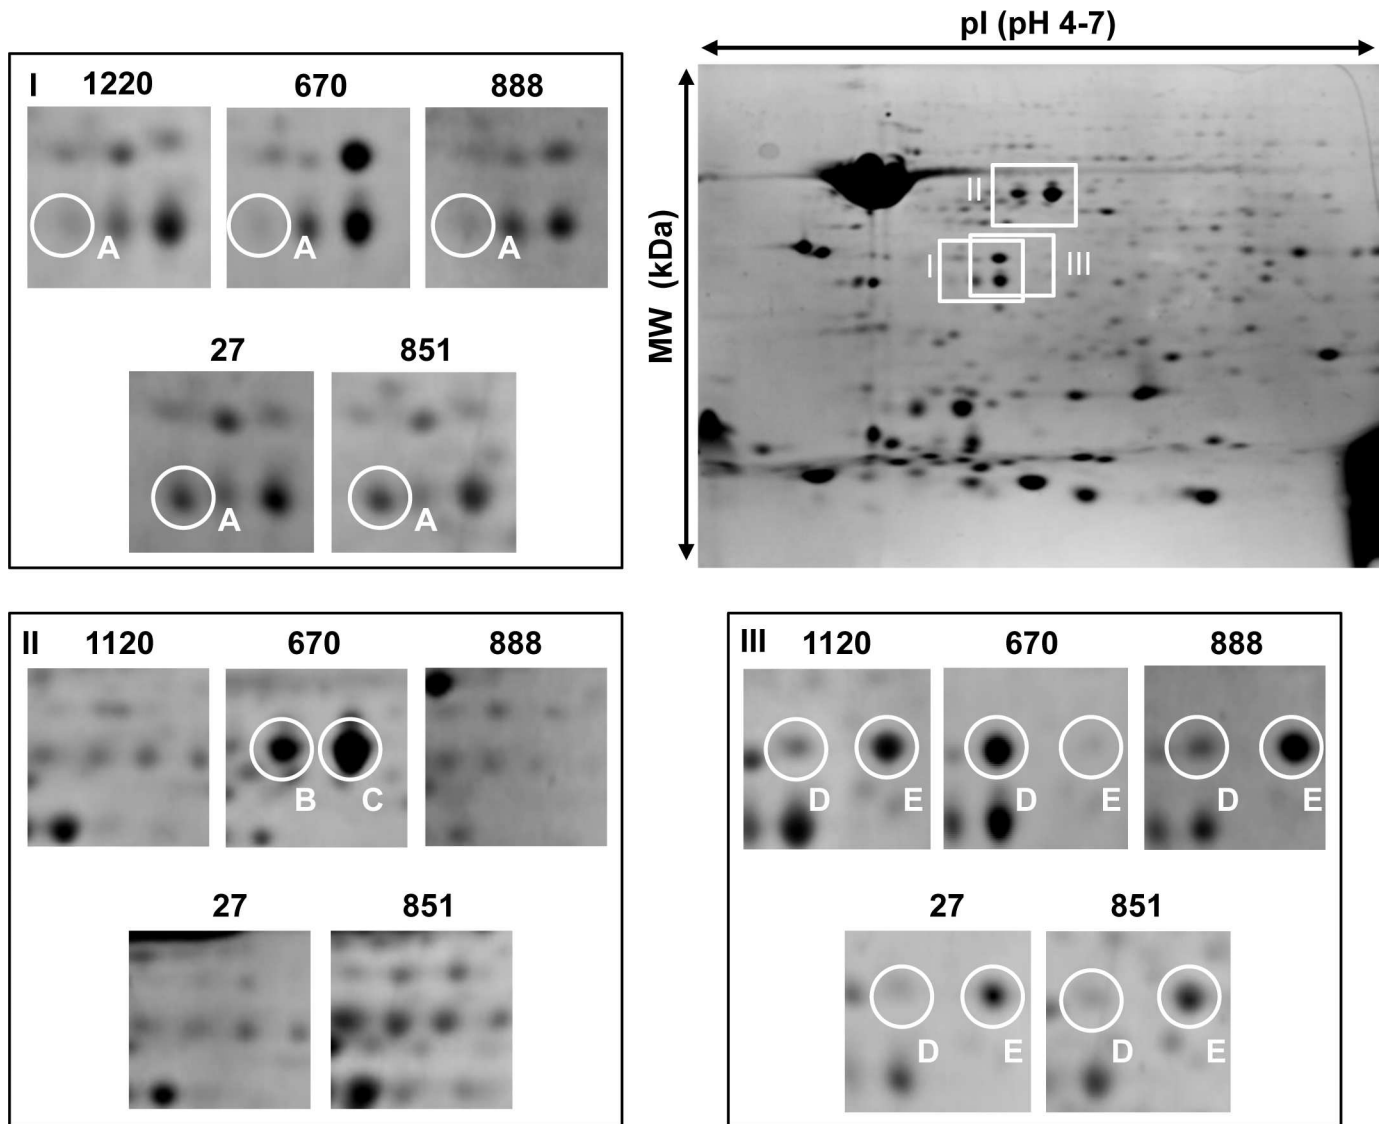 pI (pH 4-7)
MW (kDa)
I
II
III
I 1220 670 888
A A A
27 851
A A
II 1120 670 888
B C
27 851
III 1120 670 888
D E D E D E
27 851
D E D E